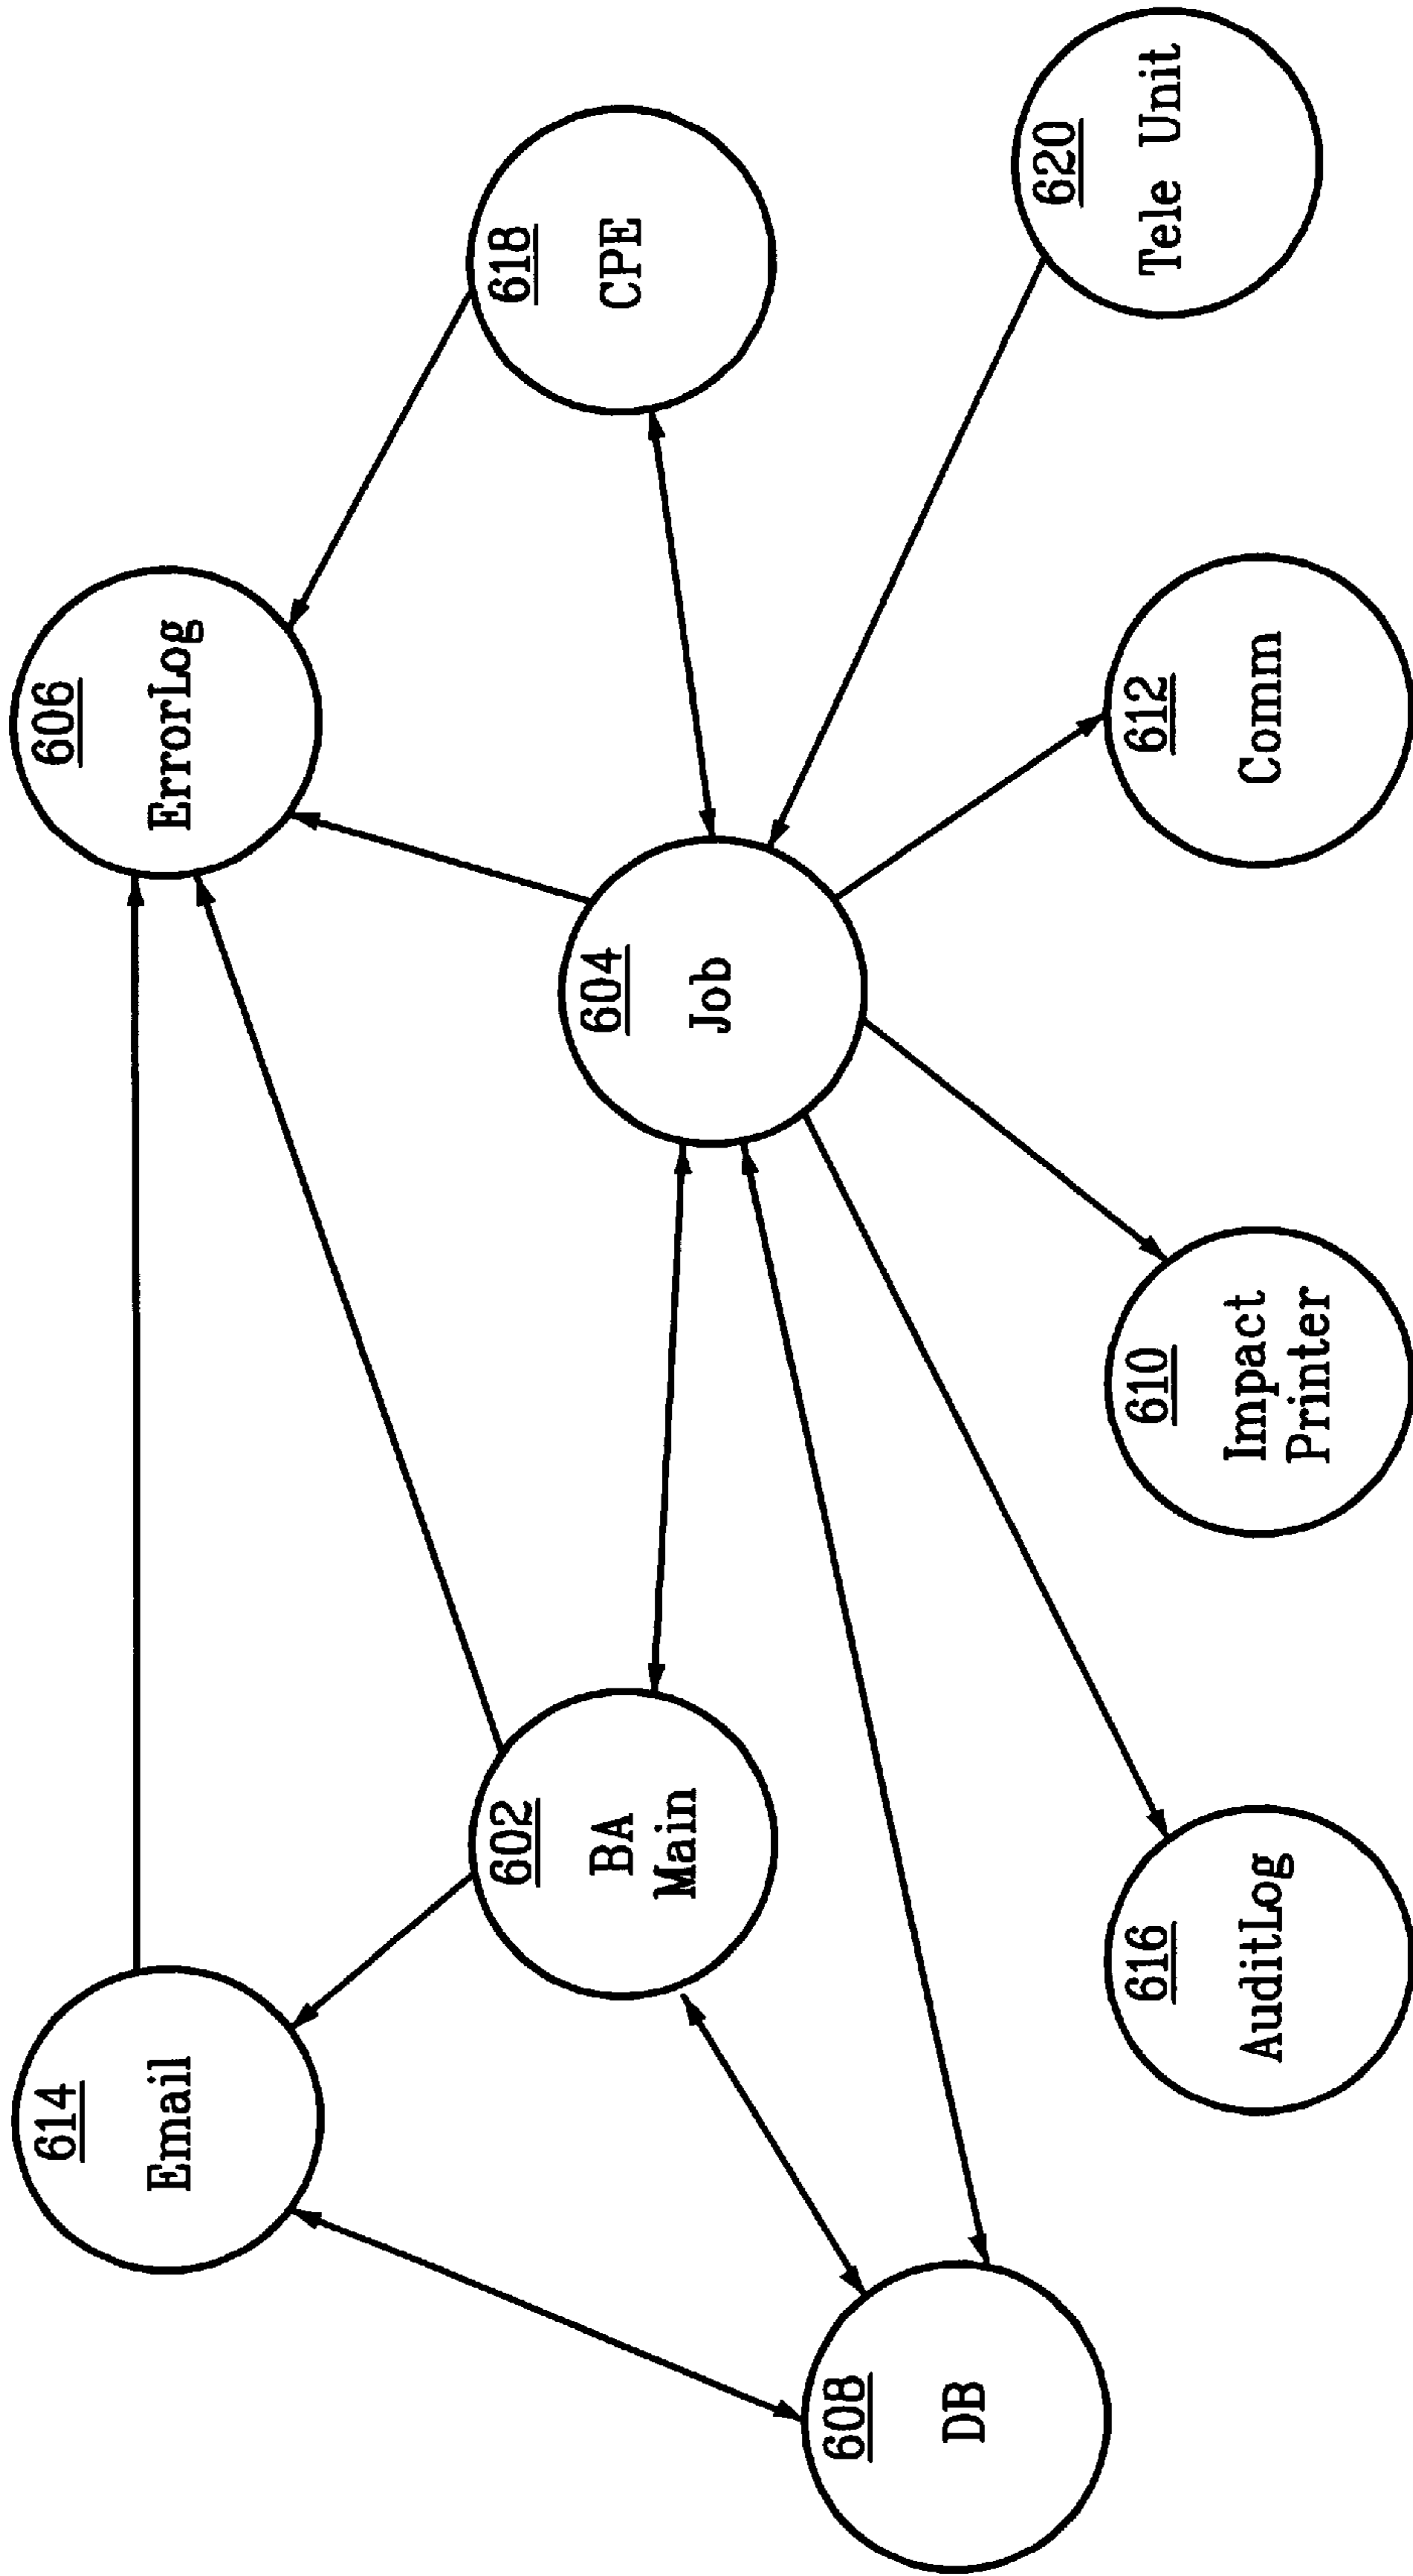 614
Email
606
ErrorLog
602
BA
Main
618
CPE
604
Job
608
DB
620
Tele Unit
616
AuditLog
610
Impact
Printer
612
Comm